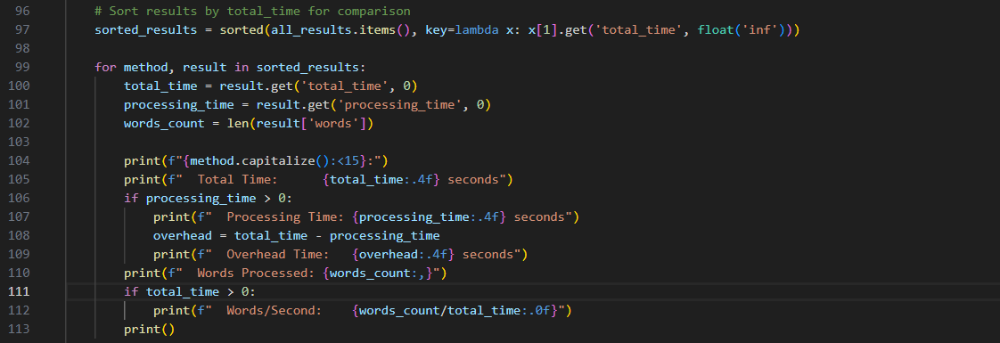 96 # Sort results by total_time for comparison
97 sorted_results = sorted(all_results.items(), key=lambda x: x[1].get('total_time', float('inf')))
98
99 for method, result in sorted_results:
100     total_time = result.get('total_time', 0)
101     processing_time = result.get('processing_time', 0)
102     words_count = len(result['words'])
103
104     print(f"{method.capitalize():<15}:")
105     print(f"  Total Time:      {total_time:.4f} seconds")
106     if processing_time > 0:
107         print(f"  Processing Time: {processing_time:.4f} seconds")
108         overhead = total_time - processing_time
109         print(f"  Overhead Time:   {overhead:.4f} seconds")
110     print(f"  Words Processed: {words_count:,}")
111     if total_time > 0:
112         print(f"  Words/Second:    {words_count/total_time:.0f}")
113     print()